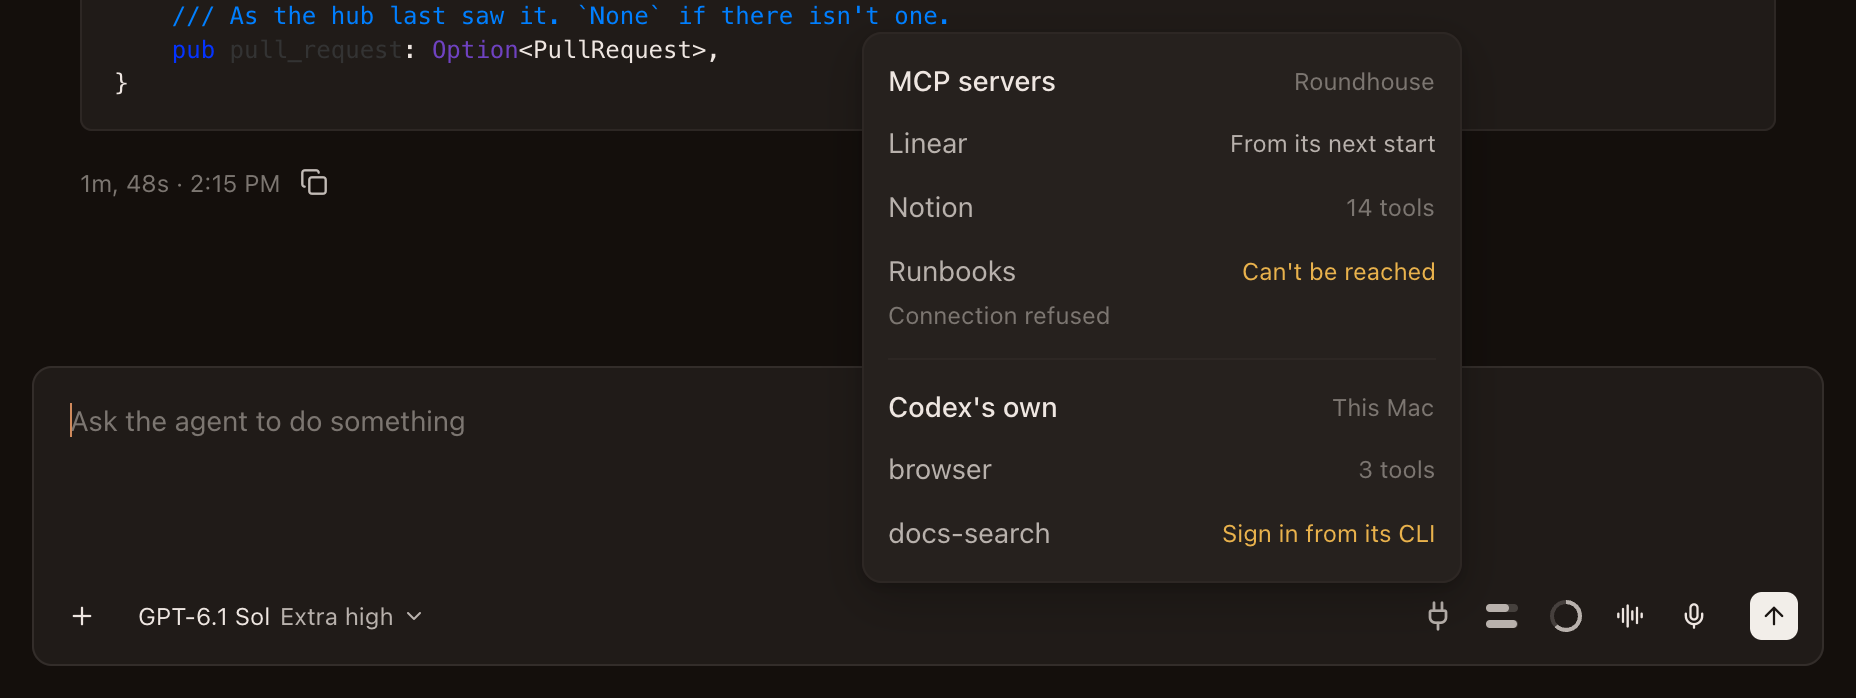 /// As the hub last saw it. `None` if there isn't one.
pub pull_request: Option<PullRequest>,
}
1m, 48s · 2:15 PM
MCP servers Roundhouse
Linear From its next start
Notion 14 tools
Runbooks Can't be reached
Connection refused
Codex's own This Mac
browser 3 tools
docs-search Sign in from its CLI
Ask the agent to do something
GPT-6.1 Sol Extra high